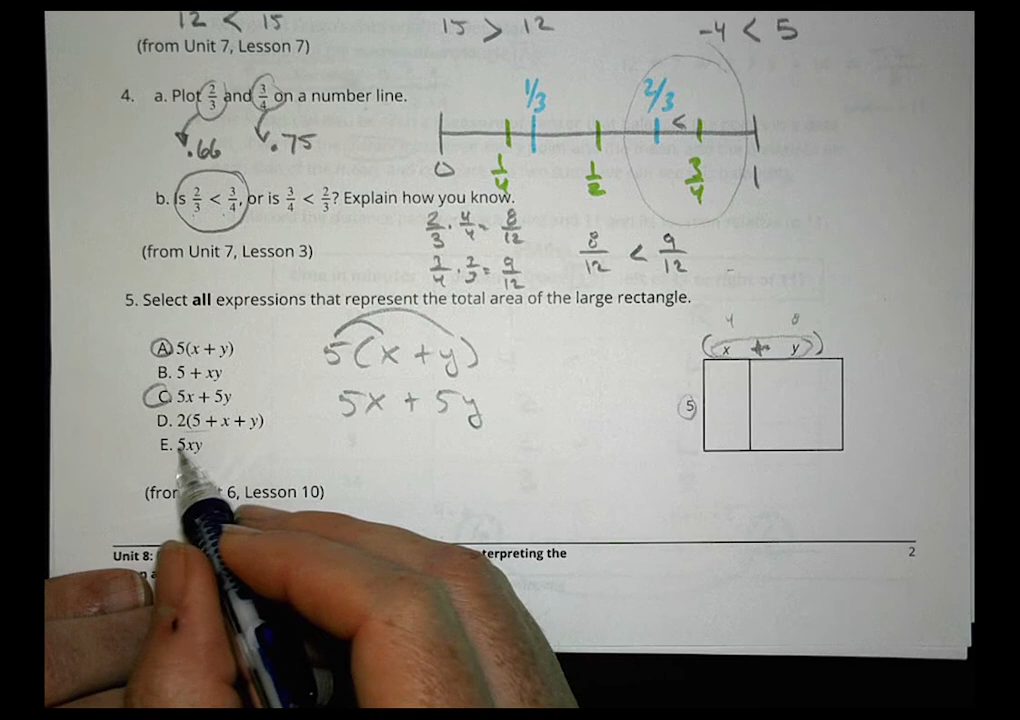 12 < 15 15 > 12 -4 < 5
(from Unit 7, Lesson 7)
4. a. Plot 2/3 and 3/4 on a number line.
1/3 2/3 <
.66 .75
0 1/4 1/2 3/4 1
b. Is 2/3 < 3/4, or is 3/4 < 2/3? Explain how you know.
2/3 · 4/4 = 8/12
8/12 < 9/12
(from Unit 7, Lesson 3)
3/4 · 3/3 = 9/12
5. Select all expressions that represent the total area of the large rectangle.
4 8
A. 5(x + y) 5(x + y) (x + y)
B. 5 + xy
C. 5x + 5y 5x + 5y 5
D. 2(5 + x + y)
E. 5xy
6, Lesson 10)
Unit 8: terpreting the 2